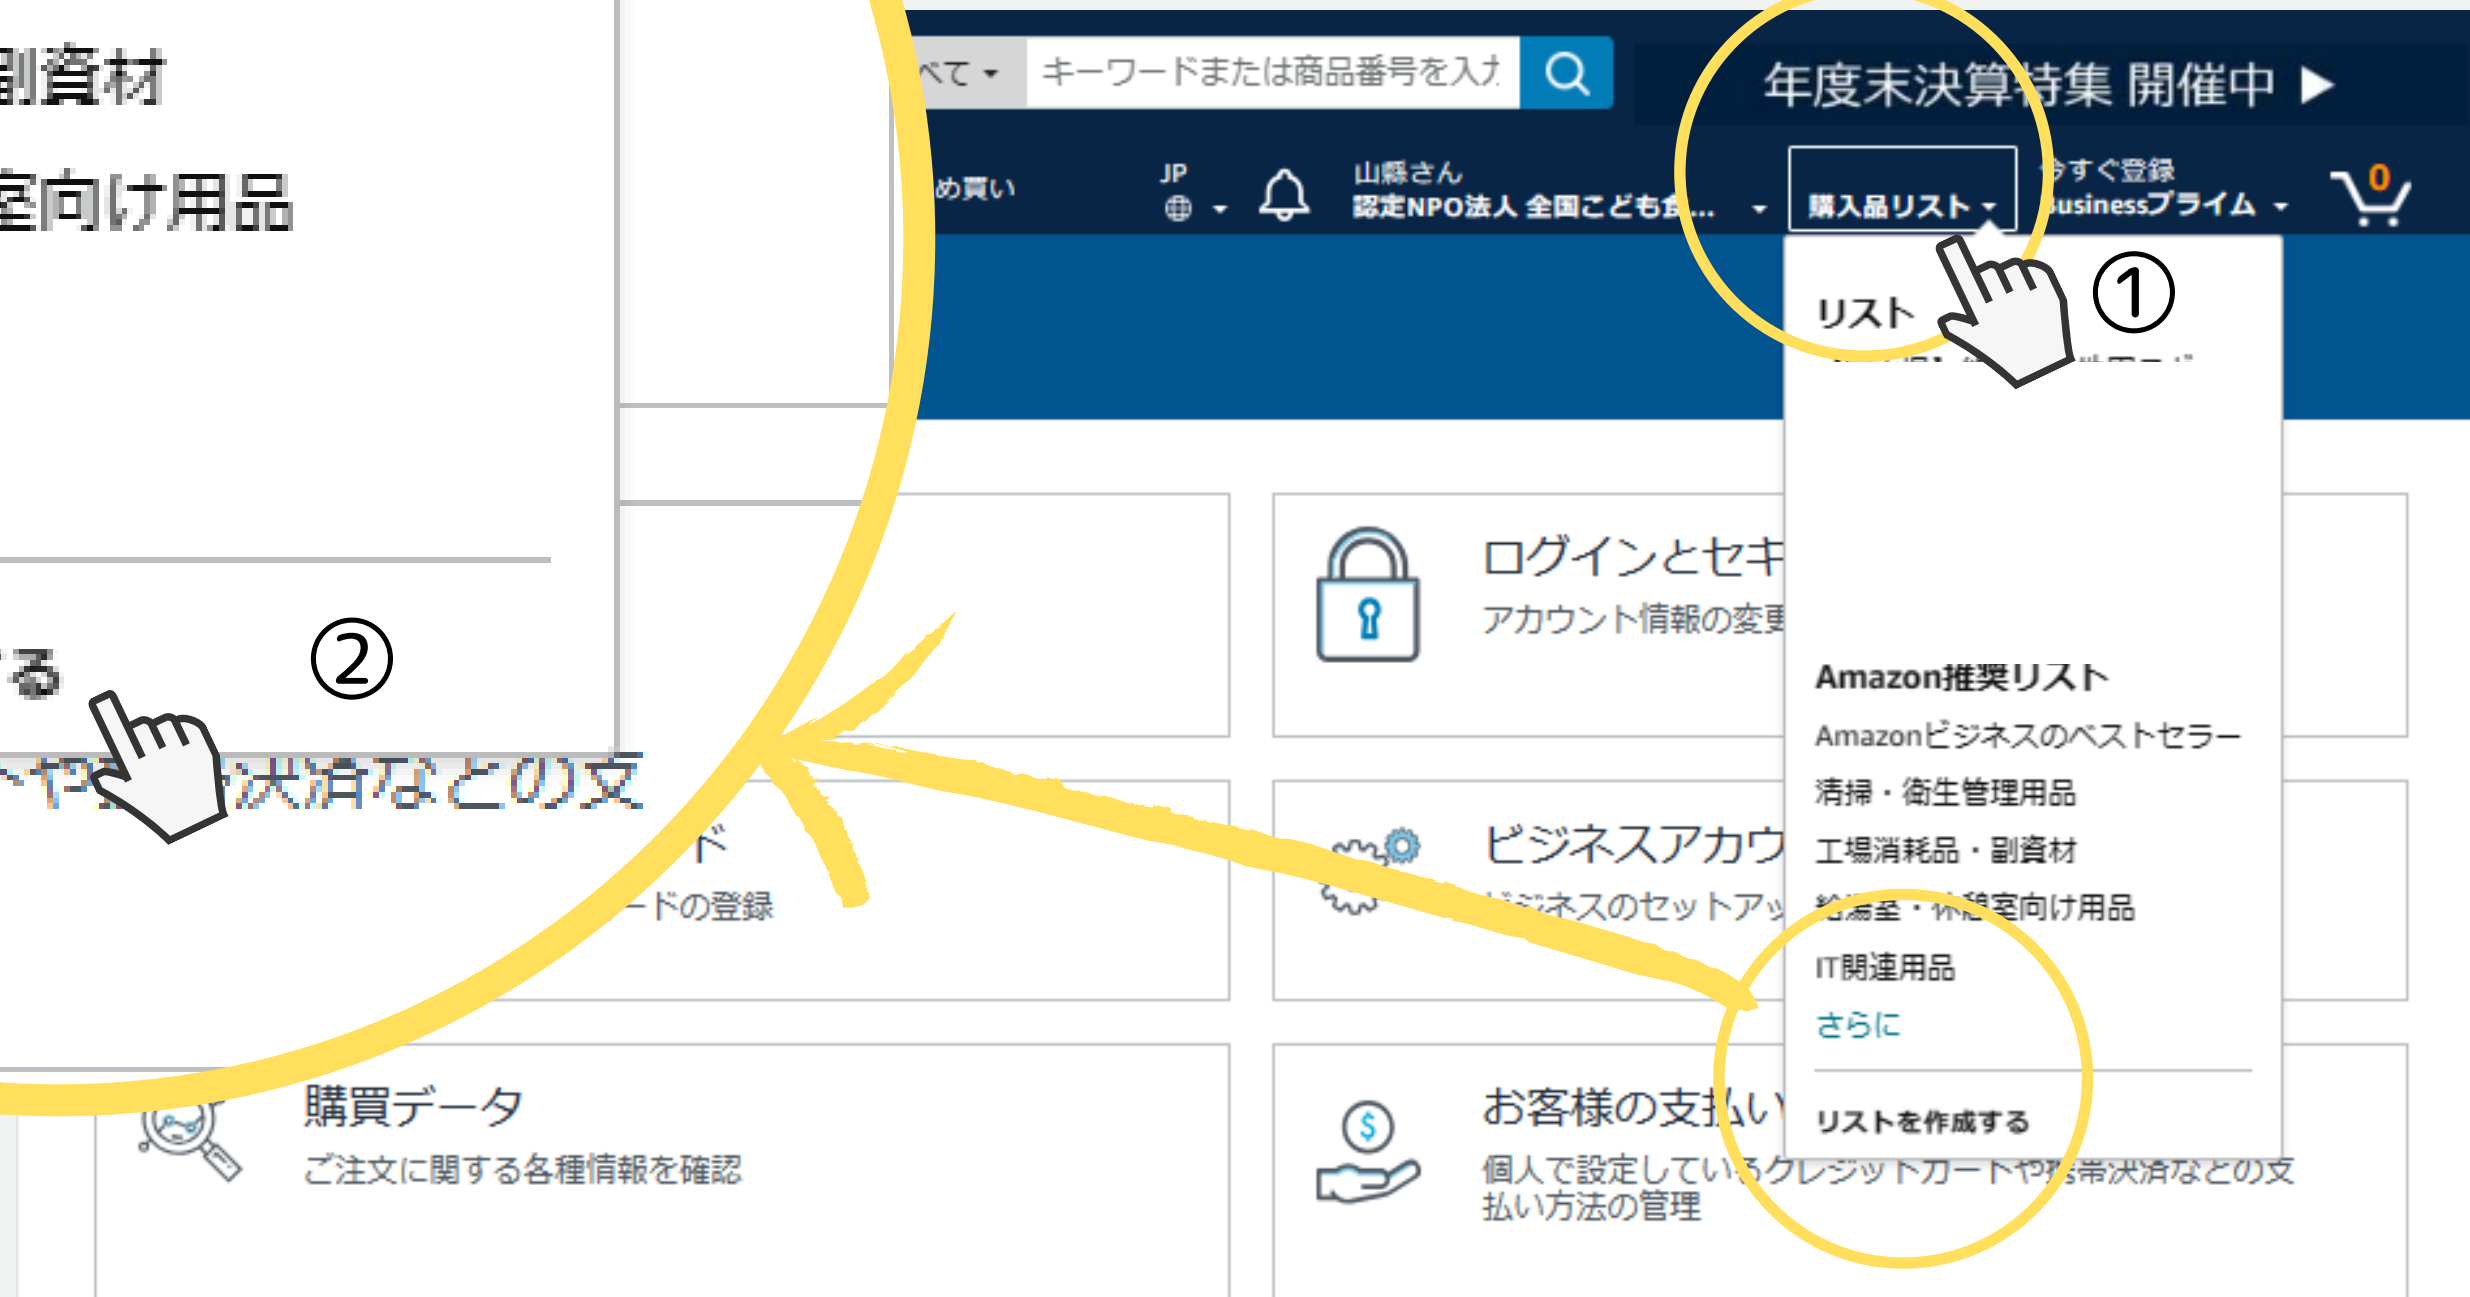 副資材
室向け用品
る
②
決済などの支
べて
キーワードまたは商品番号を入力
年度末決算特集 開催中 ▶
め買い
JP
山縣さん
認定NPO法人 全国こども食...
購入品リスト
今すぐ登録
Businessプライム
0
①
リスト
Amazon推奨リスト
Amazonビジネスのベストセラー
清掃・衛生管理用品
工場消耗品・副資材
給湯室・休憩室向け用品
IT関連用品
さらに
リストを作成する
ログインとセキ
アカウント情報の変更
ド
ードの登録
ビジネスアカウ
ビジネスのセットアッ
購買データ
ご注文に関する各種情報を確認
お客様の支払い
個人で設定しているクレジットカードや携帯決済などの支
払い方法の管理